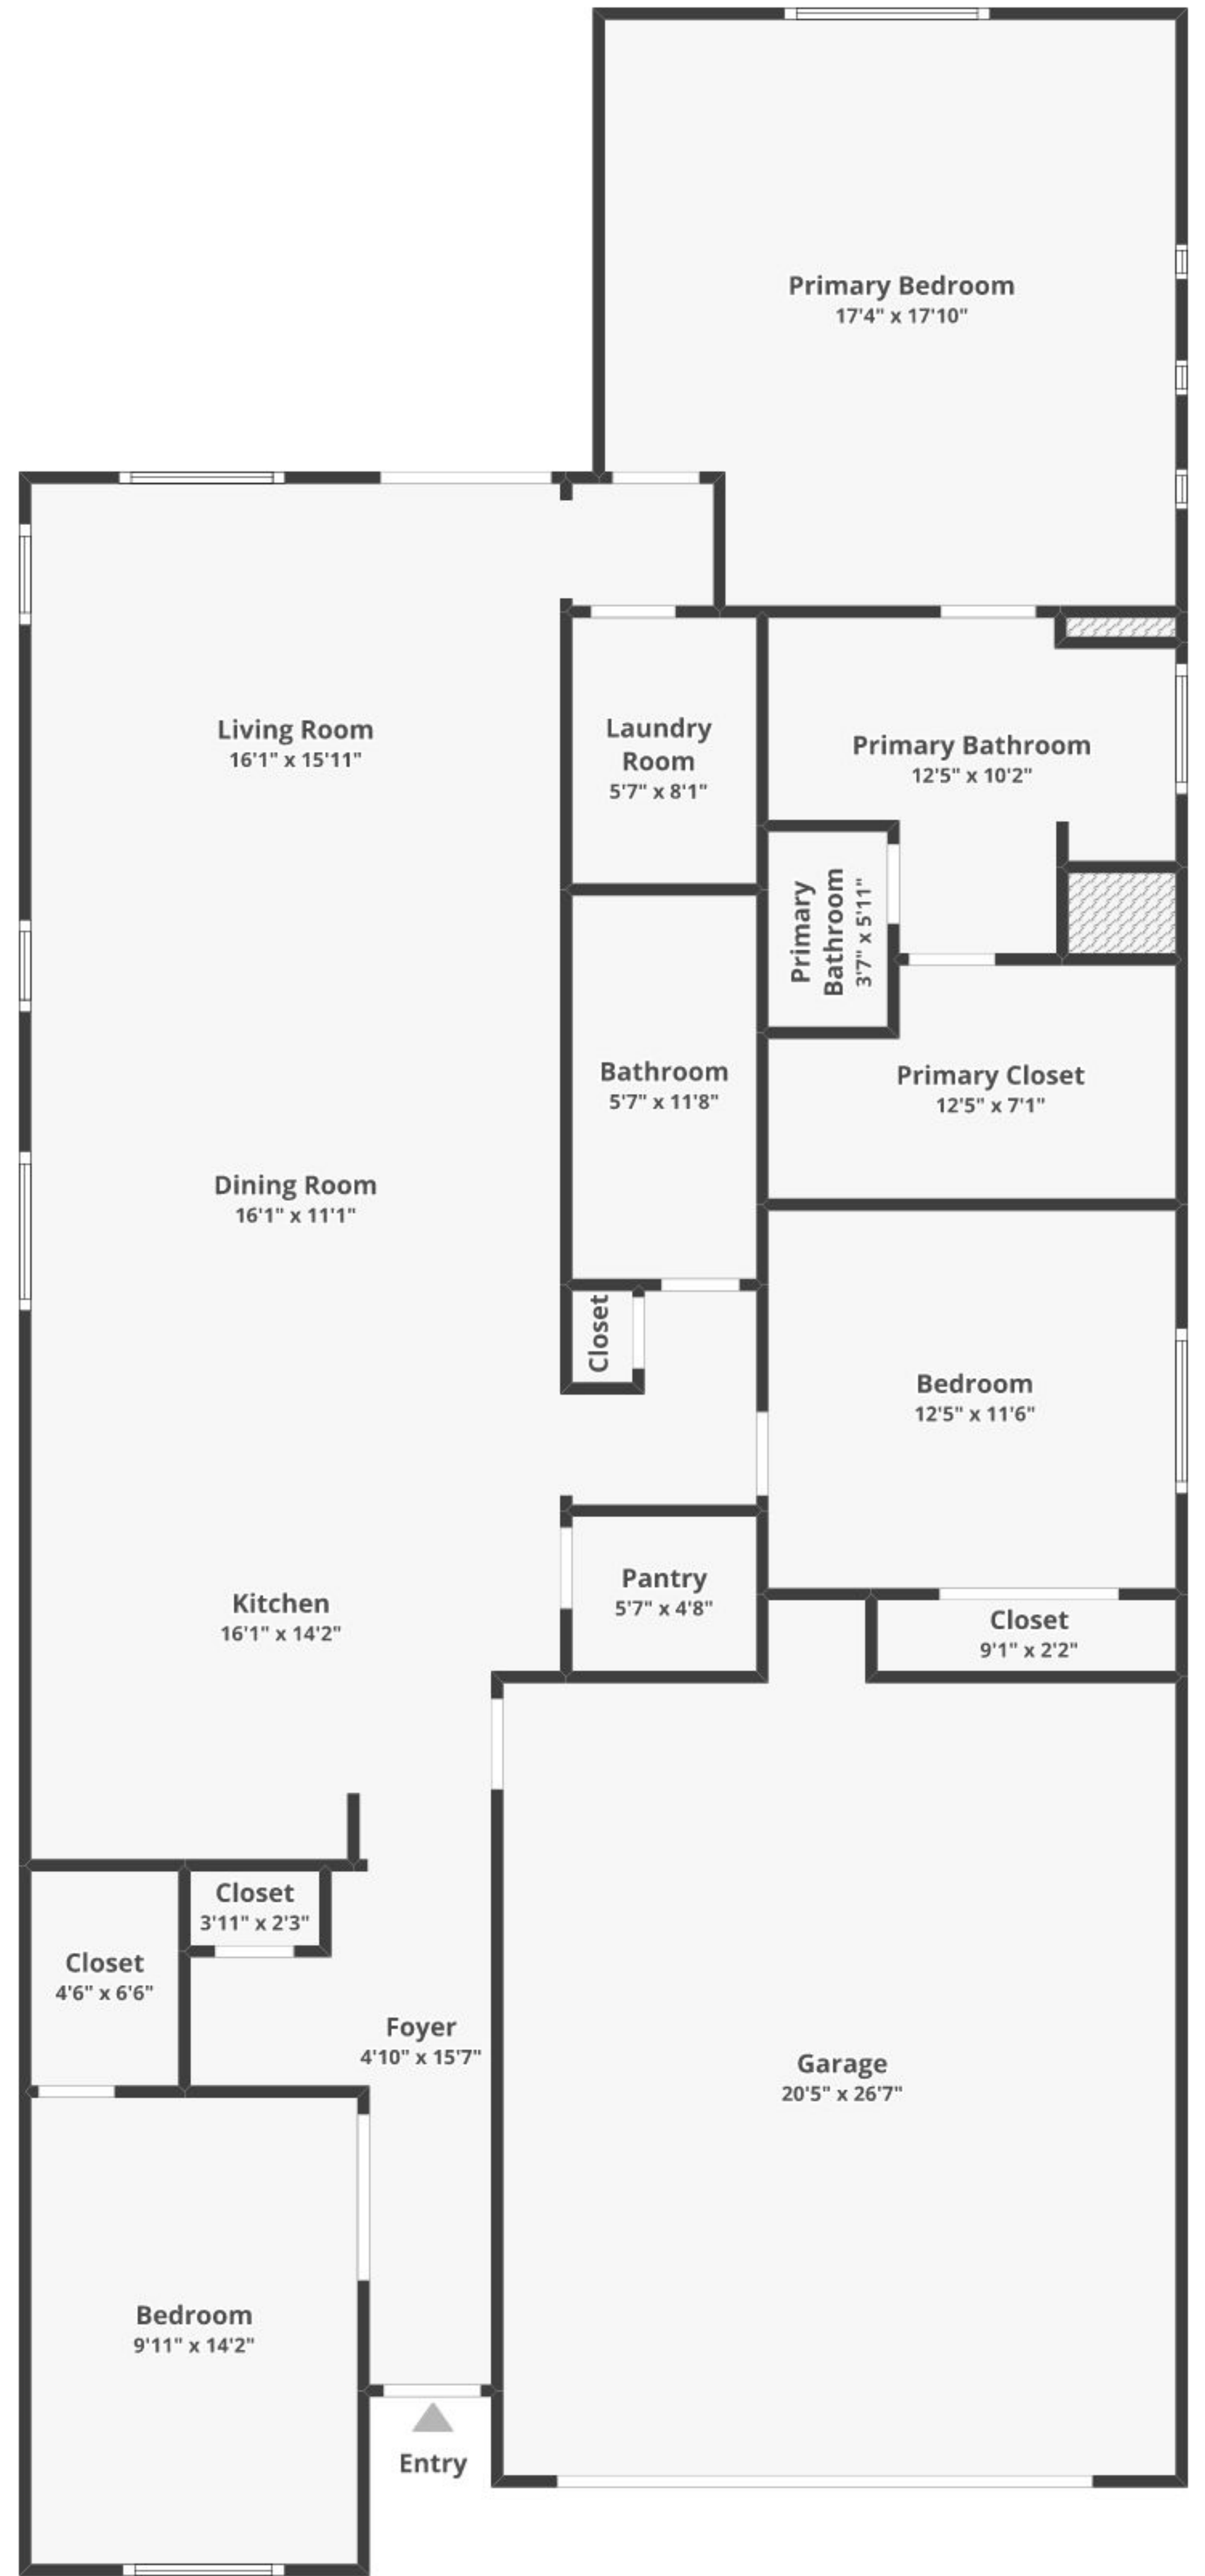 Primary Bedroom
17'4" x 17'10"
Living Room
16'1" x 15'11"
Laundry
Room
5'7" x 8'1"
Primary Bathroom
12'5" x 10'2"
Primary
Bathroom
3'7" x 5'11"
Bathroom
5'7" x 11'8"
Primary Closet
12'5" x 7'1"
Dining Room
16'1" x 11'1"
Closet
Bedroom
12'5" x 11'6"
Kitchen
16'1" x 14'2"
Pantry
5'7" x 4'8"
Closet
9'1" x 2'2"
Closet
3'11" x 2'3"
Closet
4'6" x 6'6"
Foyer
4'10" x 15'7"
Garage
20'5" x 26'7"
Bedroom
9'11" x 14'2"
Entry